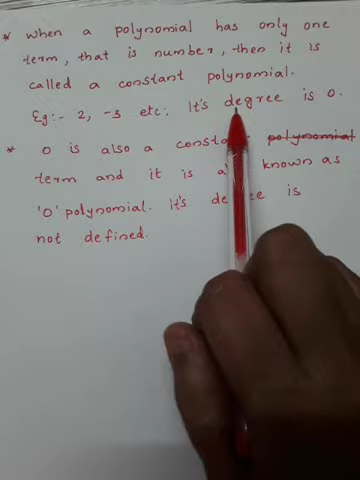 * When a polynomial has only one
term, that is number, then it is
called a constant polynomial.
Eg:- 2, -3 etc: It's degree is 0.
* 0 is also a constant polynomial
term and it is known as
'0' polynomial. It's degree is
not defined.